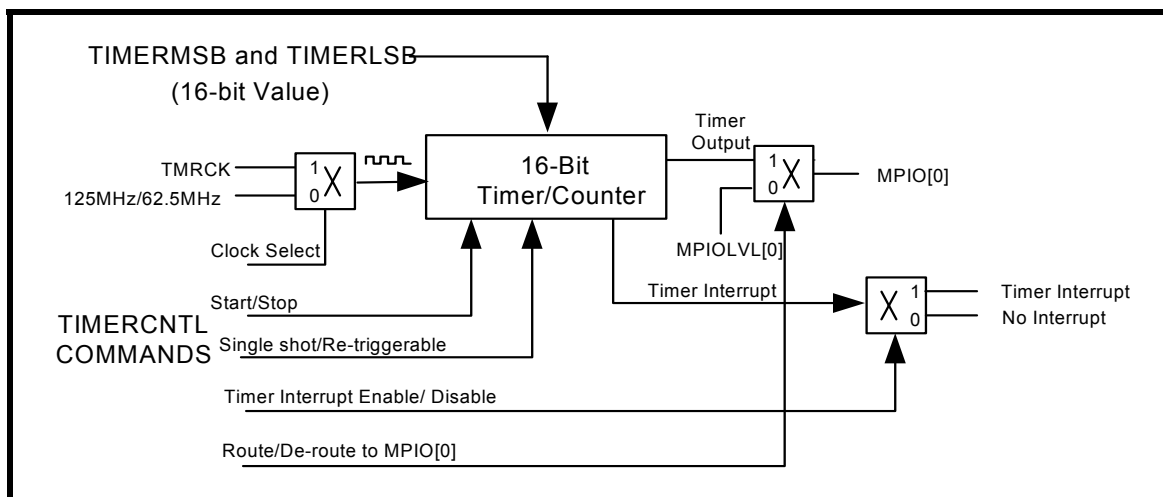 TIMERMSB and TIMERLSB
(16-bit Value)
Timer
Output
TMRCK
125MHz/62.5MHz
1
0
X
16-Bit
Timer/Counter
1
0
X
MPIO[0]
Clock Select
MPIOLVL[0]
Start/Stop
Timer Interrupt
X
1
0
Timer Interrupt
No Interrupt
TIMERCNTL
COMMANDS
Single shot/Re-triggerable
Timer Interrupt Enable/ Disable
Route/De-route to MPIO[0]